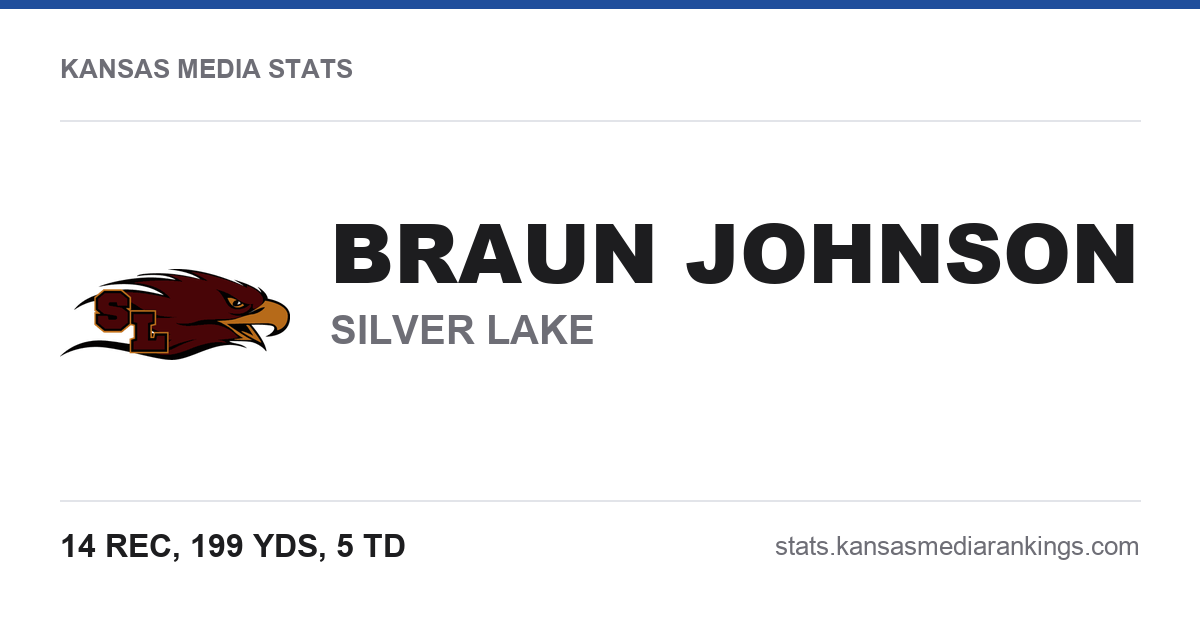 KANSAS MEDIA STATS
BRAUN JOHNSON
SL
SILVER LAKE
14 REC, 199 YDS, 5 TD
stats.kansasmediarankings.com